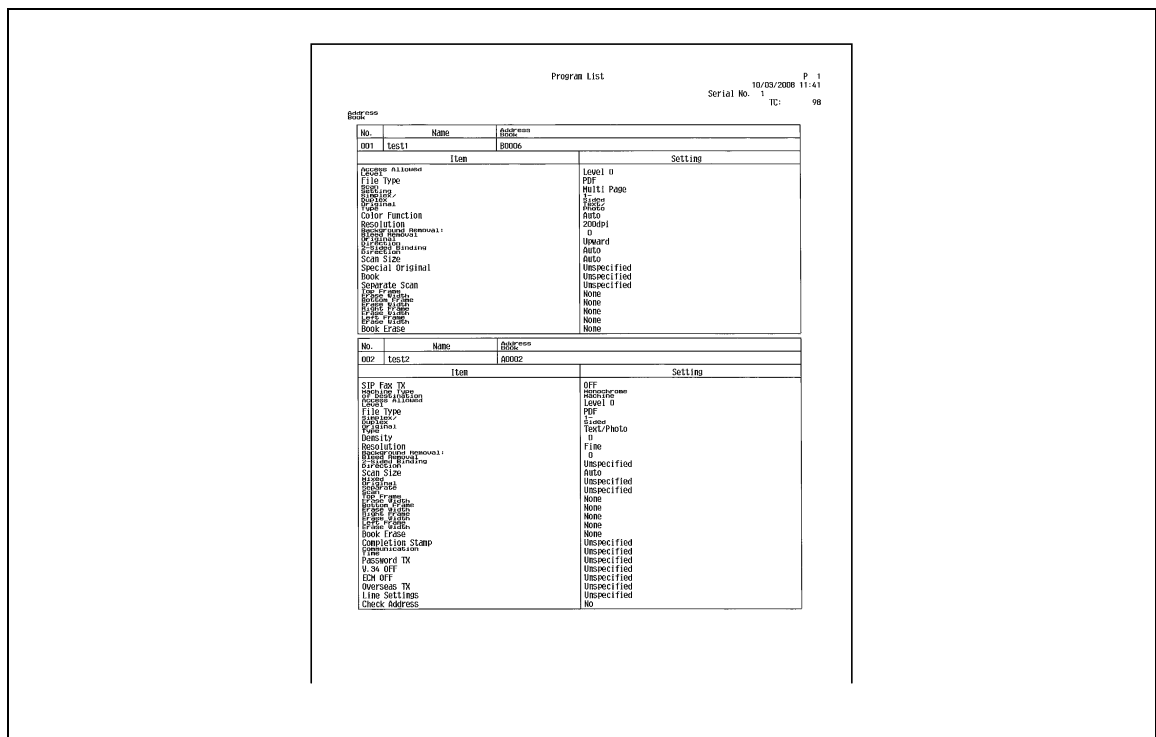 Program List
P 1
10/03/2008 11:41
Serial No. 1
TC: 98
Address
Book
No. Name Address
Book
001 test1 B0006
Item Setting
Access Allowed
Level Level 0
File Type PDF
Scan
Setting Multi Page
Simplex/
Duplex 1-
Sided
Original
Type Text/
Photo
Color Function Auto
Resolution 200dpi
Background Removal:
Bleed Removal 0
Original
Direction Upward
2-Sided Binding
Direction Auto
Scan Size Auto
Special Original Unspecified
Book Unspecified
Separate Scan Unspecified
Top Frame
Erase Width None
Bottom Frame
Erase Width None
Right Frame
Erase Width None
Left Frame
Erase Width None
Book Erase None
No. Name Address
Book
002 test2 A0002
Item Setting
SIP Fax TX OFF
Machine Type
of Destination Monochrome
Machine
Access Allowed
Level Level 0
File Type PDF
Simplex/
Duplex 1-
Sided
Original
Type Text/Photo
Density 0
Resolution Fine
Background Removal:
Bleed Removal 0
2-Sided Binding
Direction Unspecified
Scan Size Auto
Mixed
Original Unspecified
Separate
Scan Unspecified
Top Frame
Erase Width None
Bottom Frame
Erase Width None
Right Frame
Erase Width None
Left Frame
Erase Width None
Book Erase None
Completion Stamp Unspecified
Communication
Time Unspecified
Password TX Unspecified
V.34 OFF Unspecified
ECM OFF Unspecified
Overseas TX Unspecified
Line Settings Unspecified
Check Address No